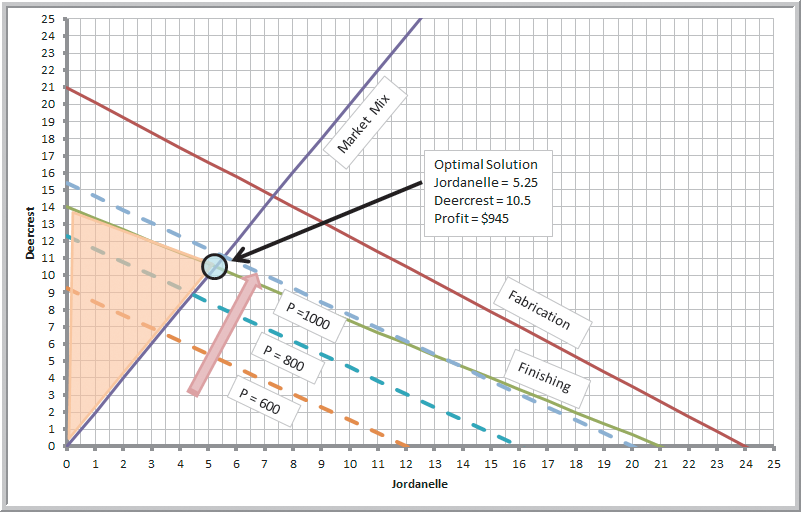 25
24
23
22
21
20
19
18
17
16
15
14
13
12
11
10
9
8
7
6
5
4
3
2
1
0
Deercrest
Market Mix
Optimal Solution
Jordanelle = 5.25
Deercrest = 10.5
Profit = $945
Fabrication
P =1000
Finishing
P = 800
P = 600
0 1 2 3 4 5 6 7 8 9 10 11 12 13 14 15 16 17 18 19 20 21 22 23 24 25
Jordanelle